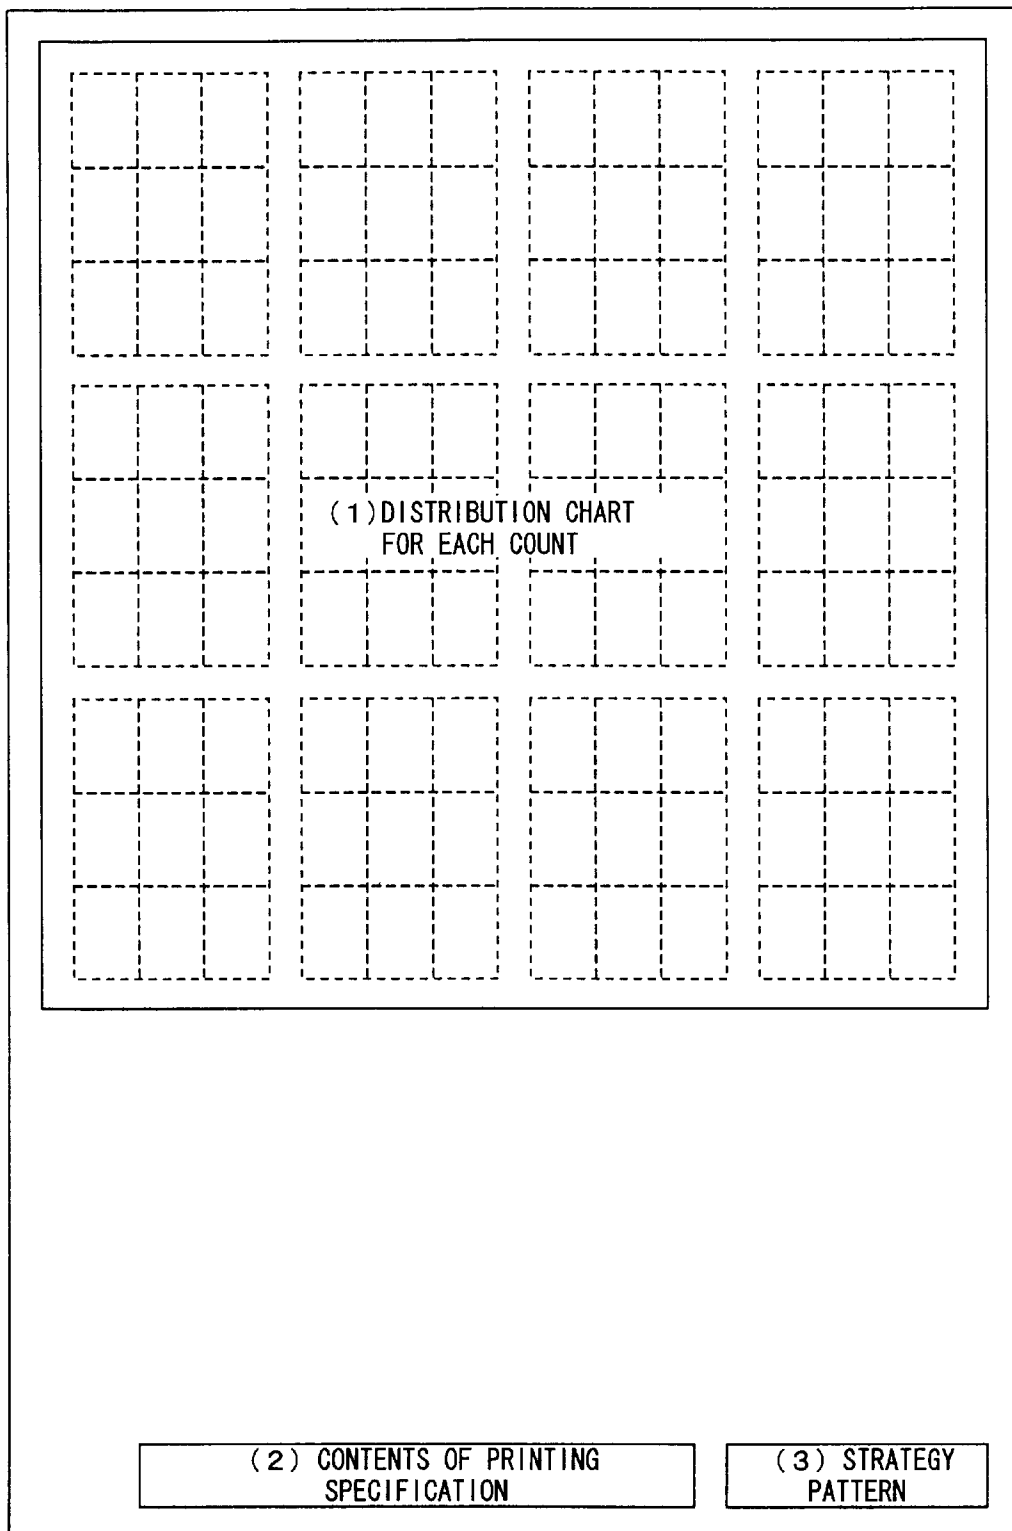 (1)DISTRIBUTION CHART
FOR EACH COUNT
(2) CONTENTS OF PRINTING
SPECIFICATION
(3) STRATEGY
PATTERN